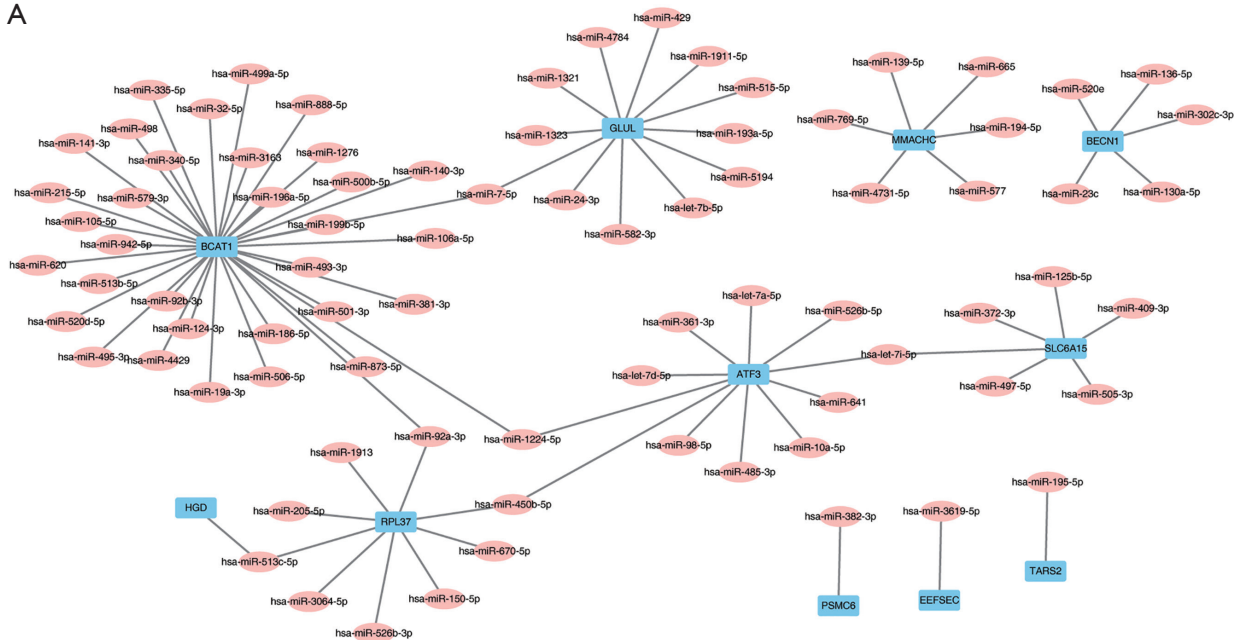 A
hsa-miR-429
hsa-miR-4784
hsa-miR-1911-5p
hsa-miR-1321
hsa-miR-515-5p
GLUL
hsa-miR-1323
hsa-miR-193a-5p
hsa-miR-5194
hsa-miR-7-5p
hsa-miR-24-3p
hsa-let-7b-5p
hsa-miR-582-3p
hsa-miR-139-5p
hsa-miR-665
hsa-miR-769-5p
hsa-miR-194-5p
MMACHC
hsa-miR-4731-5p
hsa-miR-577
hsa-miR-136-5p
hsa-miR-520e
hsa-miR-302c-3p
BECN1
hsa-miR-23c
hsa-miR-130a-5p
hsa-miR-499a-5p
hsa-miR-335-5p
hsa-miR-32-5p
hsa-miR-888-5p
hsa-miR-498
hsa-miR-141-3p
hsa-miR-340-5p
hsa-miR-3163
hsa-miR-1276
hsa-miR-140-3p
hsa-miR-500b-5p
hsa-miR-215-5p
hsa-miR-579-3p
hsa-miR-196a-5p
hsa-miR-105-5p
hsa-miR-199b-5p
hsa-miR-942-5p
BCAT1
hsa-miR-106a-5p
hsa-miR-620
hsa-miR-493-3p
hsa-miR-513b-5p
hsa-miR-92b-3p
hsa-miR-381-3p
hsa-miR-501-3p
hsa-miR-520d-5p
hsa-miR-124-3p
hsa-miR-186-5p
hsa-miR-495-3p
hsa-miR-4429
hsa-miR-873-5p
hsa-miR-506-5p
hsa-miR-19a-3p
hsa-let-7a-5p
hsa-miR-526b-5p
hsa-miR-361-3p
hsa-let-7i-5p
hsa-let-7d-5p
ATF3
hsa-miR-641
hsa-miR-98-5p
hsa-miR-10a-5p
hsa-miR-485-3p
hsa-miR-125b-5p
hsa-miR-372-3p
hsa-miR-409-3p
SLC6A15
hsa-miR-497-5p
hsa-miR-505-3p
hsa-miR-92a-3p
hsa-miR-1224-5p
hsa-miR-1913
hsa-miR-450b-5p
HGD
hsa-miR-205-5p
RPL37
hsa-miR-670-5p
hsa-miR-513c-5p
hsa-miR-3064-5p
hsa-miR-150-5p
hsa-miR-526b-3p
hsa-miR-382-3p
PSMC6
hsa-miR-3619-5p
EEFSEC
hsa-miR-195-5p
TARS2